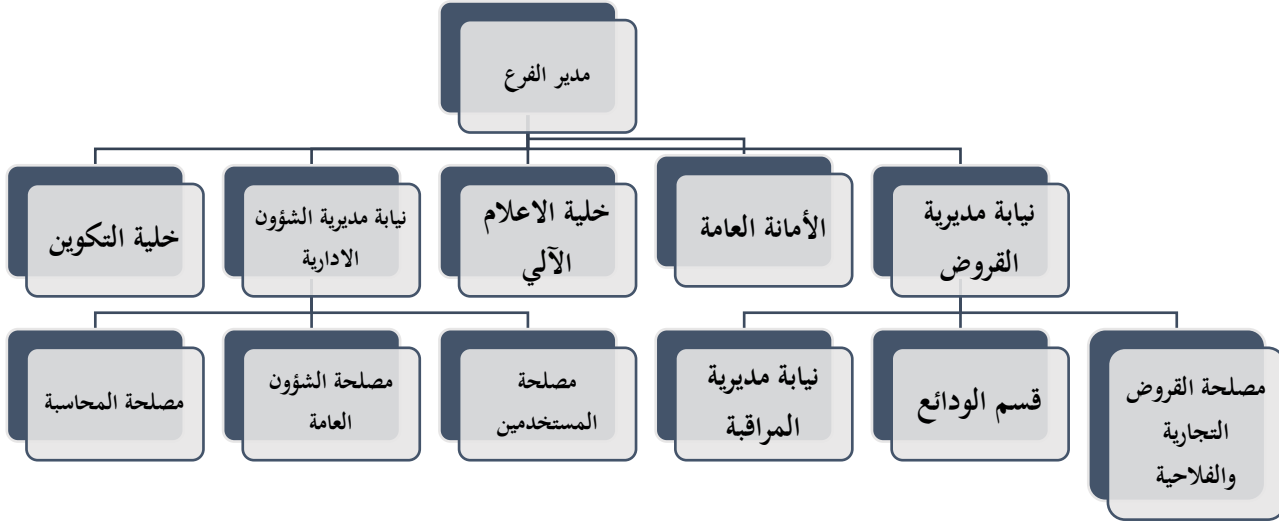 مدير الفرع
نيابة مديرية
القروض
الأمانة العامة
خلية الاعلام
الآلي
نيابة مديرية الشؤون
الادارية
خلية التكوين
مصلحة القروض
التجارية
والفلاحية
قسم الودائع
نيابة مديرية
المراقبة
مصلحة
المستخدمين
مصلحة الشؤون
العامة
مصلحة المحاسبة